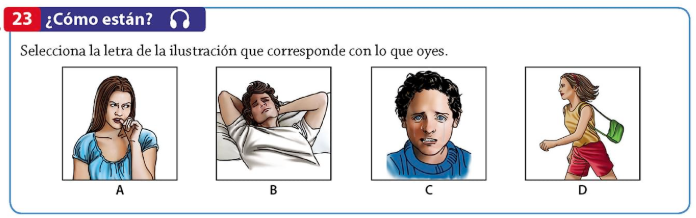 23 ¿Cómo están?
Selecciona la letra de la ilustración que corresponde con lo que oyes.
A B C D